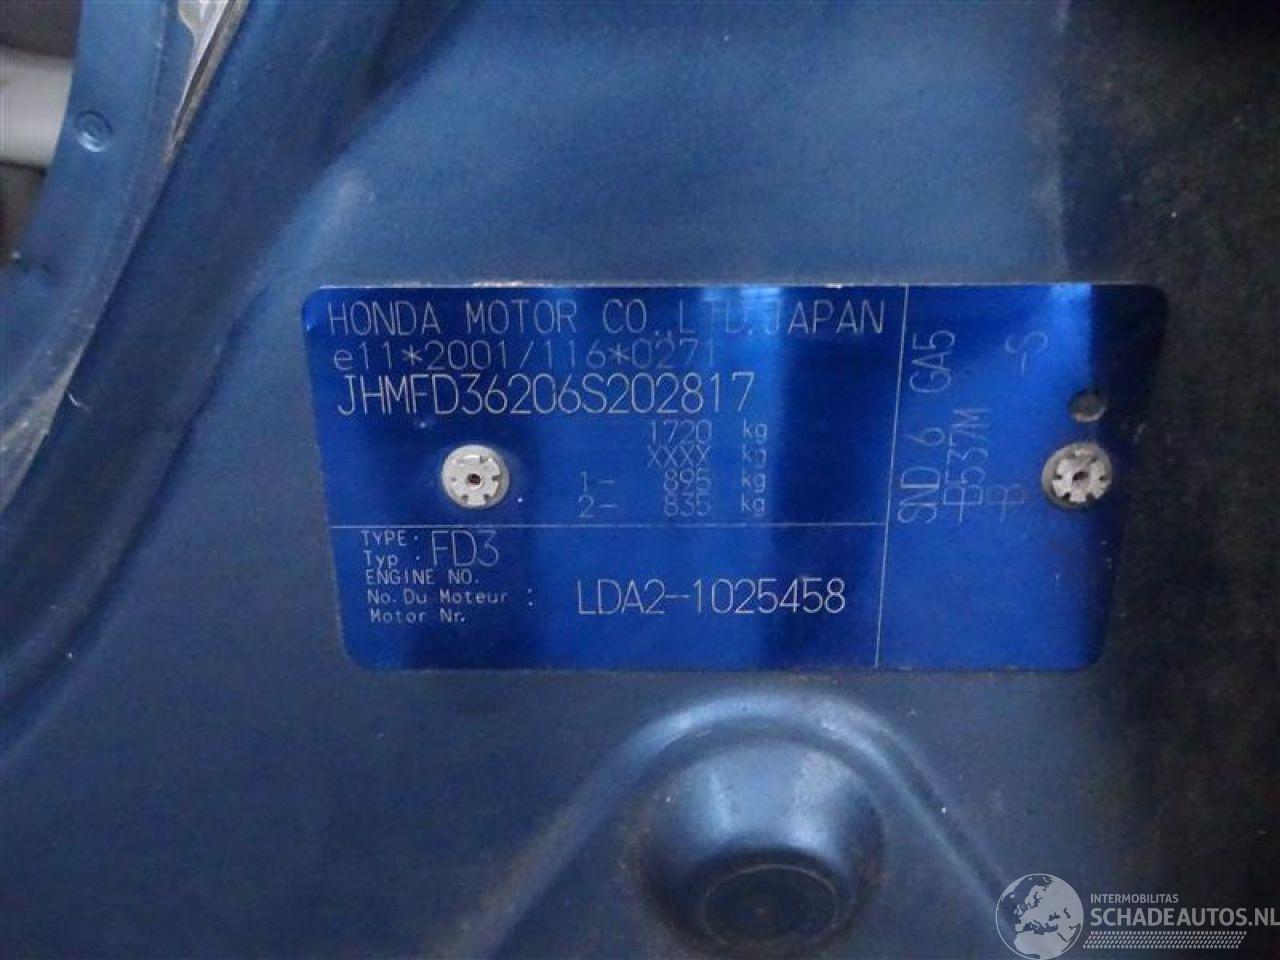 HONDA MOTOR CO.,LTD.JAPAN
e11*2001/116*0271
JHMFD36206S202817
1720 kg
XXXX kg
1- 895 kg
2- 835 kg
TYPE:
Typ : FD3
ENGINE NO.
No.Du Moteur :
Motor Nr.
LDA2-1025458
SND 6 GA5
B537M -S
B
INTERMOBILITAS
SCHADEAUTOS.NL